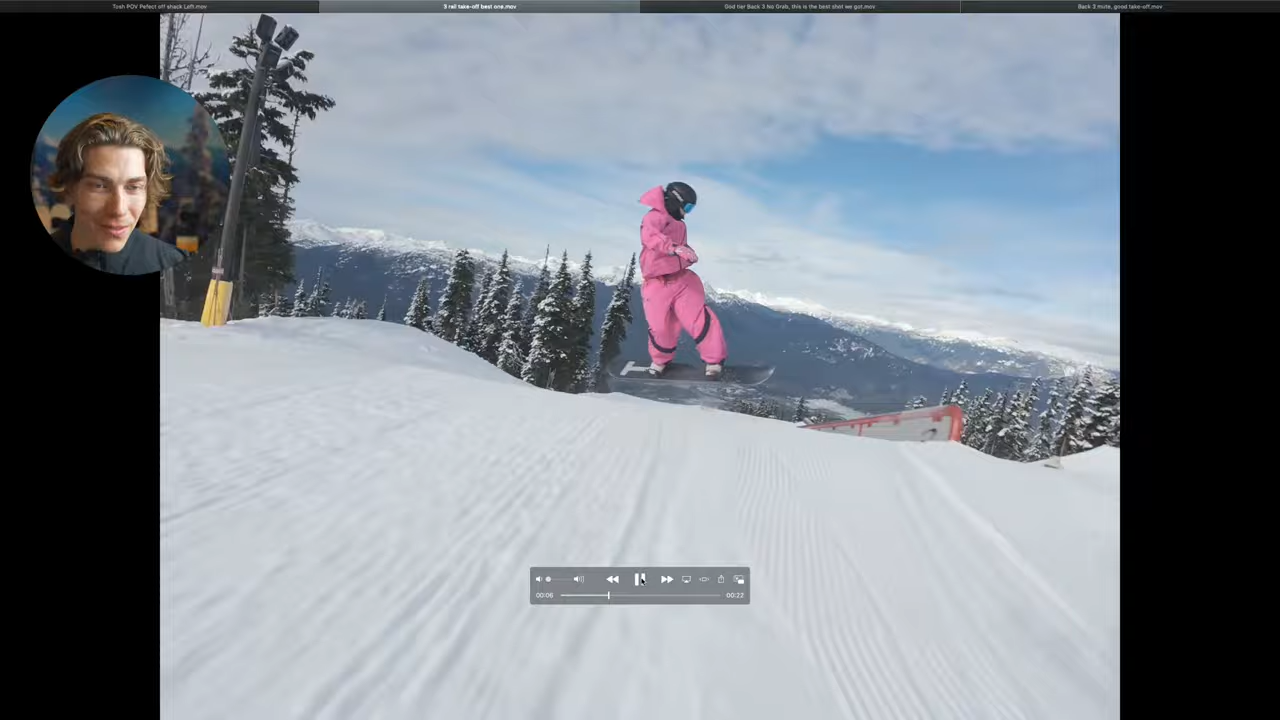 Tosh POV Pefect off shack Left.mov
3 rail take-off best one.mov
God tier Back 3 No Grab, this is the best shot we got.mov
Back 3 mute, good take-off.mov
00:06
00:22